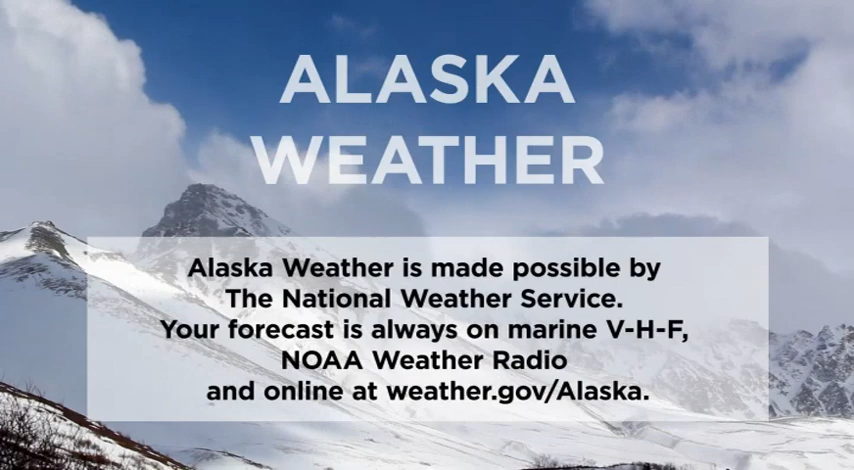 ALASKA
WEATHER
Alaska Weather is made possible by
The National Weather Service.
Your forecast is always on marine V-H-F,
NOAA Weather Radio
and online at weather.gov/Alaska.